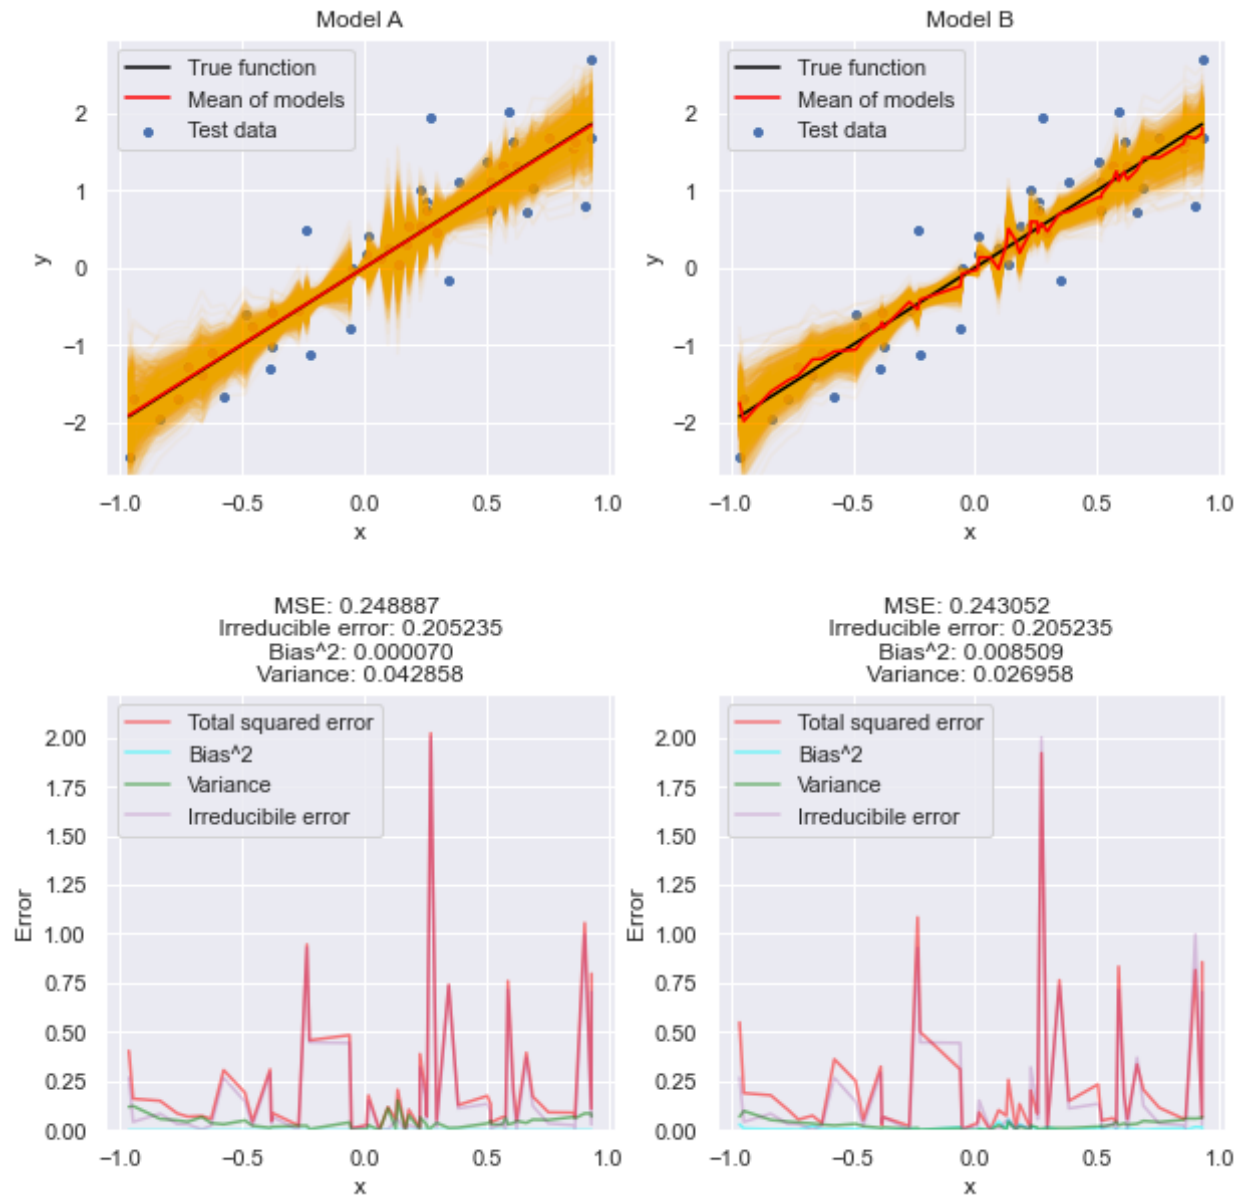 Model A
True function
Mean of models
Test data
2
1
0
−1
−2
y
−1.0 −0.5 0.0 0.5 1.0
x
Model B
True function
Mean of models
Test data
2
1
0
−1
−2
y
−1.0 −0.5 0.0 0.5 1.0
x
MSE: 0.248887
Irreducible error: 0.205235
Bias^2: 0.000070
Variance: 0.042858
Total squared error
Bias^2
Variance
Irreducibile error
2.00
1.75
1.50
1.25
1.00
0.75
0.50
0.25
0.00
Error
−1.0 −0.5 0.0 0.5 1.0
x
MSE: 0.243052
Irreducible error: 0.205235
Bias^2: 0.008509
Variance: 0.026958
Total squared error
Bias^2
Variance
Irreducibile error
2.00
1.75
1.50
1.25
1.00
0.75
0.50
0.25
0.00
Error
−1.0 −0.5 0.0 0.5 1.0
x